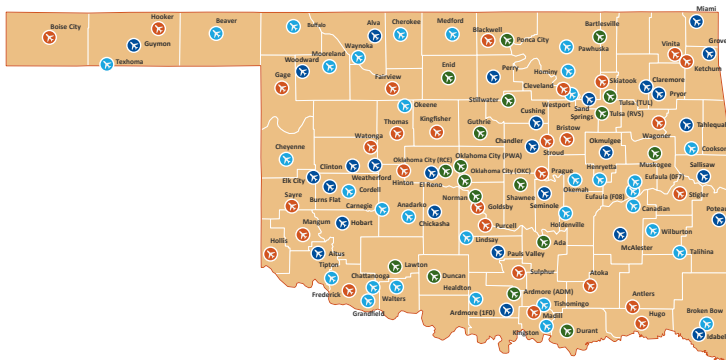 Miami
Hooker
Boise City
Beaver
Buffalo
Alva
Cherokee
Medford
Blackwell
Bartlesville
Ponca City
Guymon
Pawhuska
Vinita
Grove
Waynoka
Mooreland
Woodward
Texhoma
Ketchum
Enid
Perry
Hominy
Gage
Fairview
Cleveland
Skiatook
Claremore
Pryor
Stillwater
Westport
Sand
Springs
Tulsa (TUL)
Okeene
Cushing
Tulsa (RVS)
Thomas
Kingfisher
Guthrie
Bristow
Wagoner
Tahlequah
Watonga
Chandler
Stroud
Okmulgee
Cookson
Cheyenne
Oklahoma City (RCE)
Oklahoma City (PWA)
Muskogee
Clinton
Weatherford
Oklahoma City (OKC)
Prague
Henryetta
Elk City
Hinton
El Reno
Eufaula (F7)
Sallisaw
Burns Flat
Cordell
Shawnee
Okemah
Eufaula (F08)
Stigler
Sayre
Carnegie
Anadarko
Norman
Goldsby
Seminole
Canadian
Mangum
Hobart
Chickasha
Purcell
Holdenville
Poteau
Wilburton
Hollis
Lindsay
Ada
McAlester
Altus
Pauls Valley
Talihina
Tipton
Lawton
Chattanooga
Duncan
Sulphur
Atoka
Frederick
Healdton
Ardmore (ADM)
Walters
Tishomingo
Antlers
Grandfield
Ardmore (1F0)
Madill
Hugo
Broken Bow
Kingston
Durant
Idabel